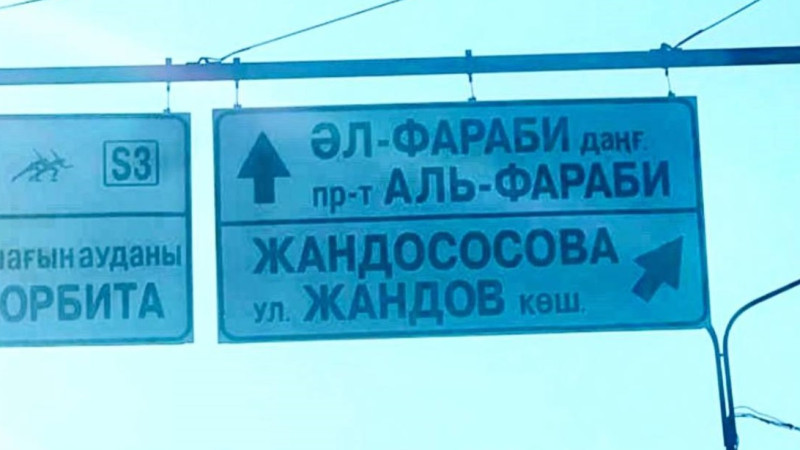 S3
ағын ауданы
ОРБИТА
ӘЛ-ФАРАБИ даңғ.
пр-т АЛЬ-ФАРАБИ
ЖАНДОСОСОВА
ул. ЖАНДОВ көш.